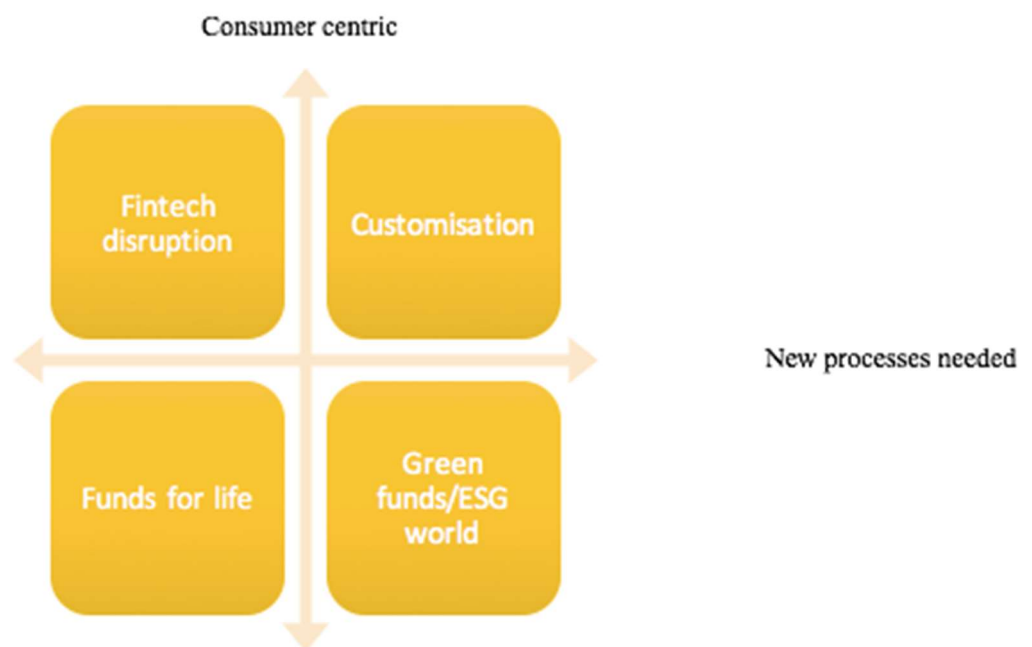 Consumer centric
Fintech
disruption
Customisation
New processes needed
Funds for life
Green
funds/ESG
world